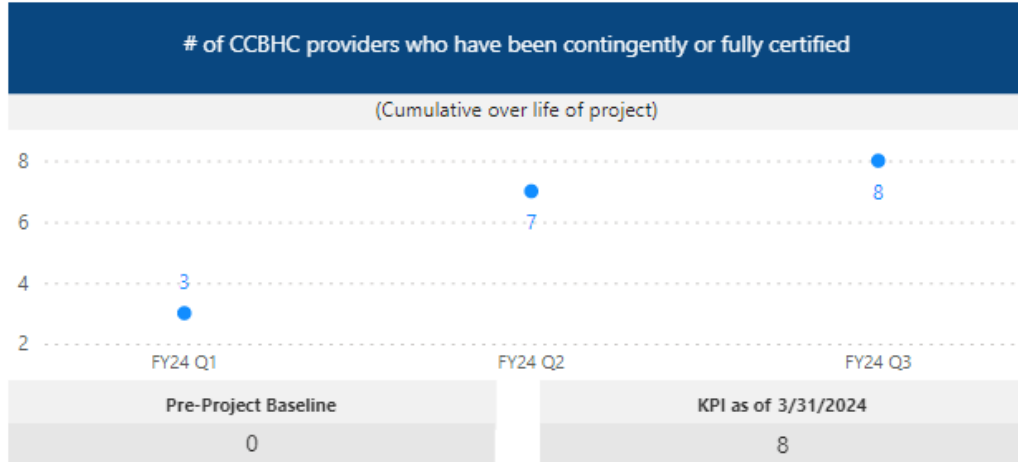 # of CCBHC providers who have been contingently or fully certified
(Cumulative over life of project)
8
8
7
6
4
3
2
FY24 Q1 FY24 Q2 FY24 Q3
Pre-Project Baseline KPI as of 3/31/2024
0 8